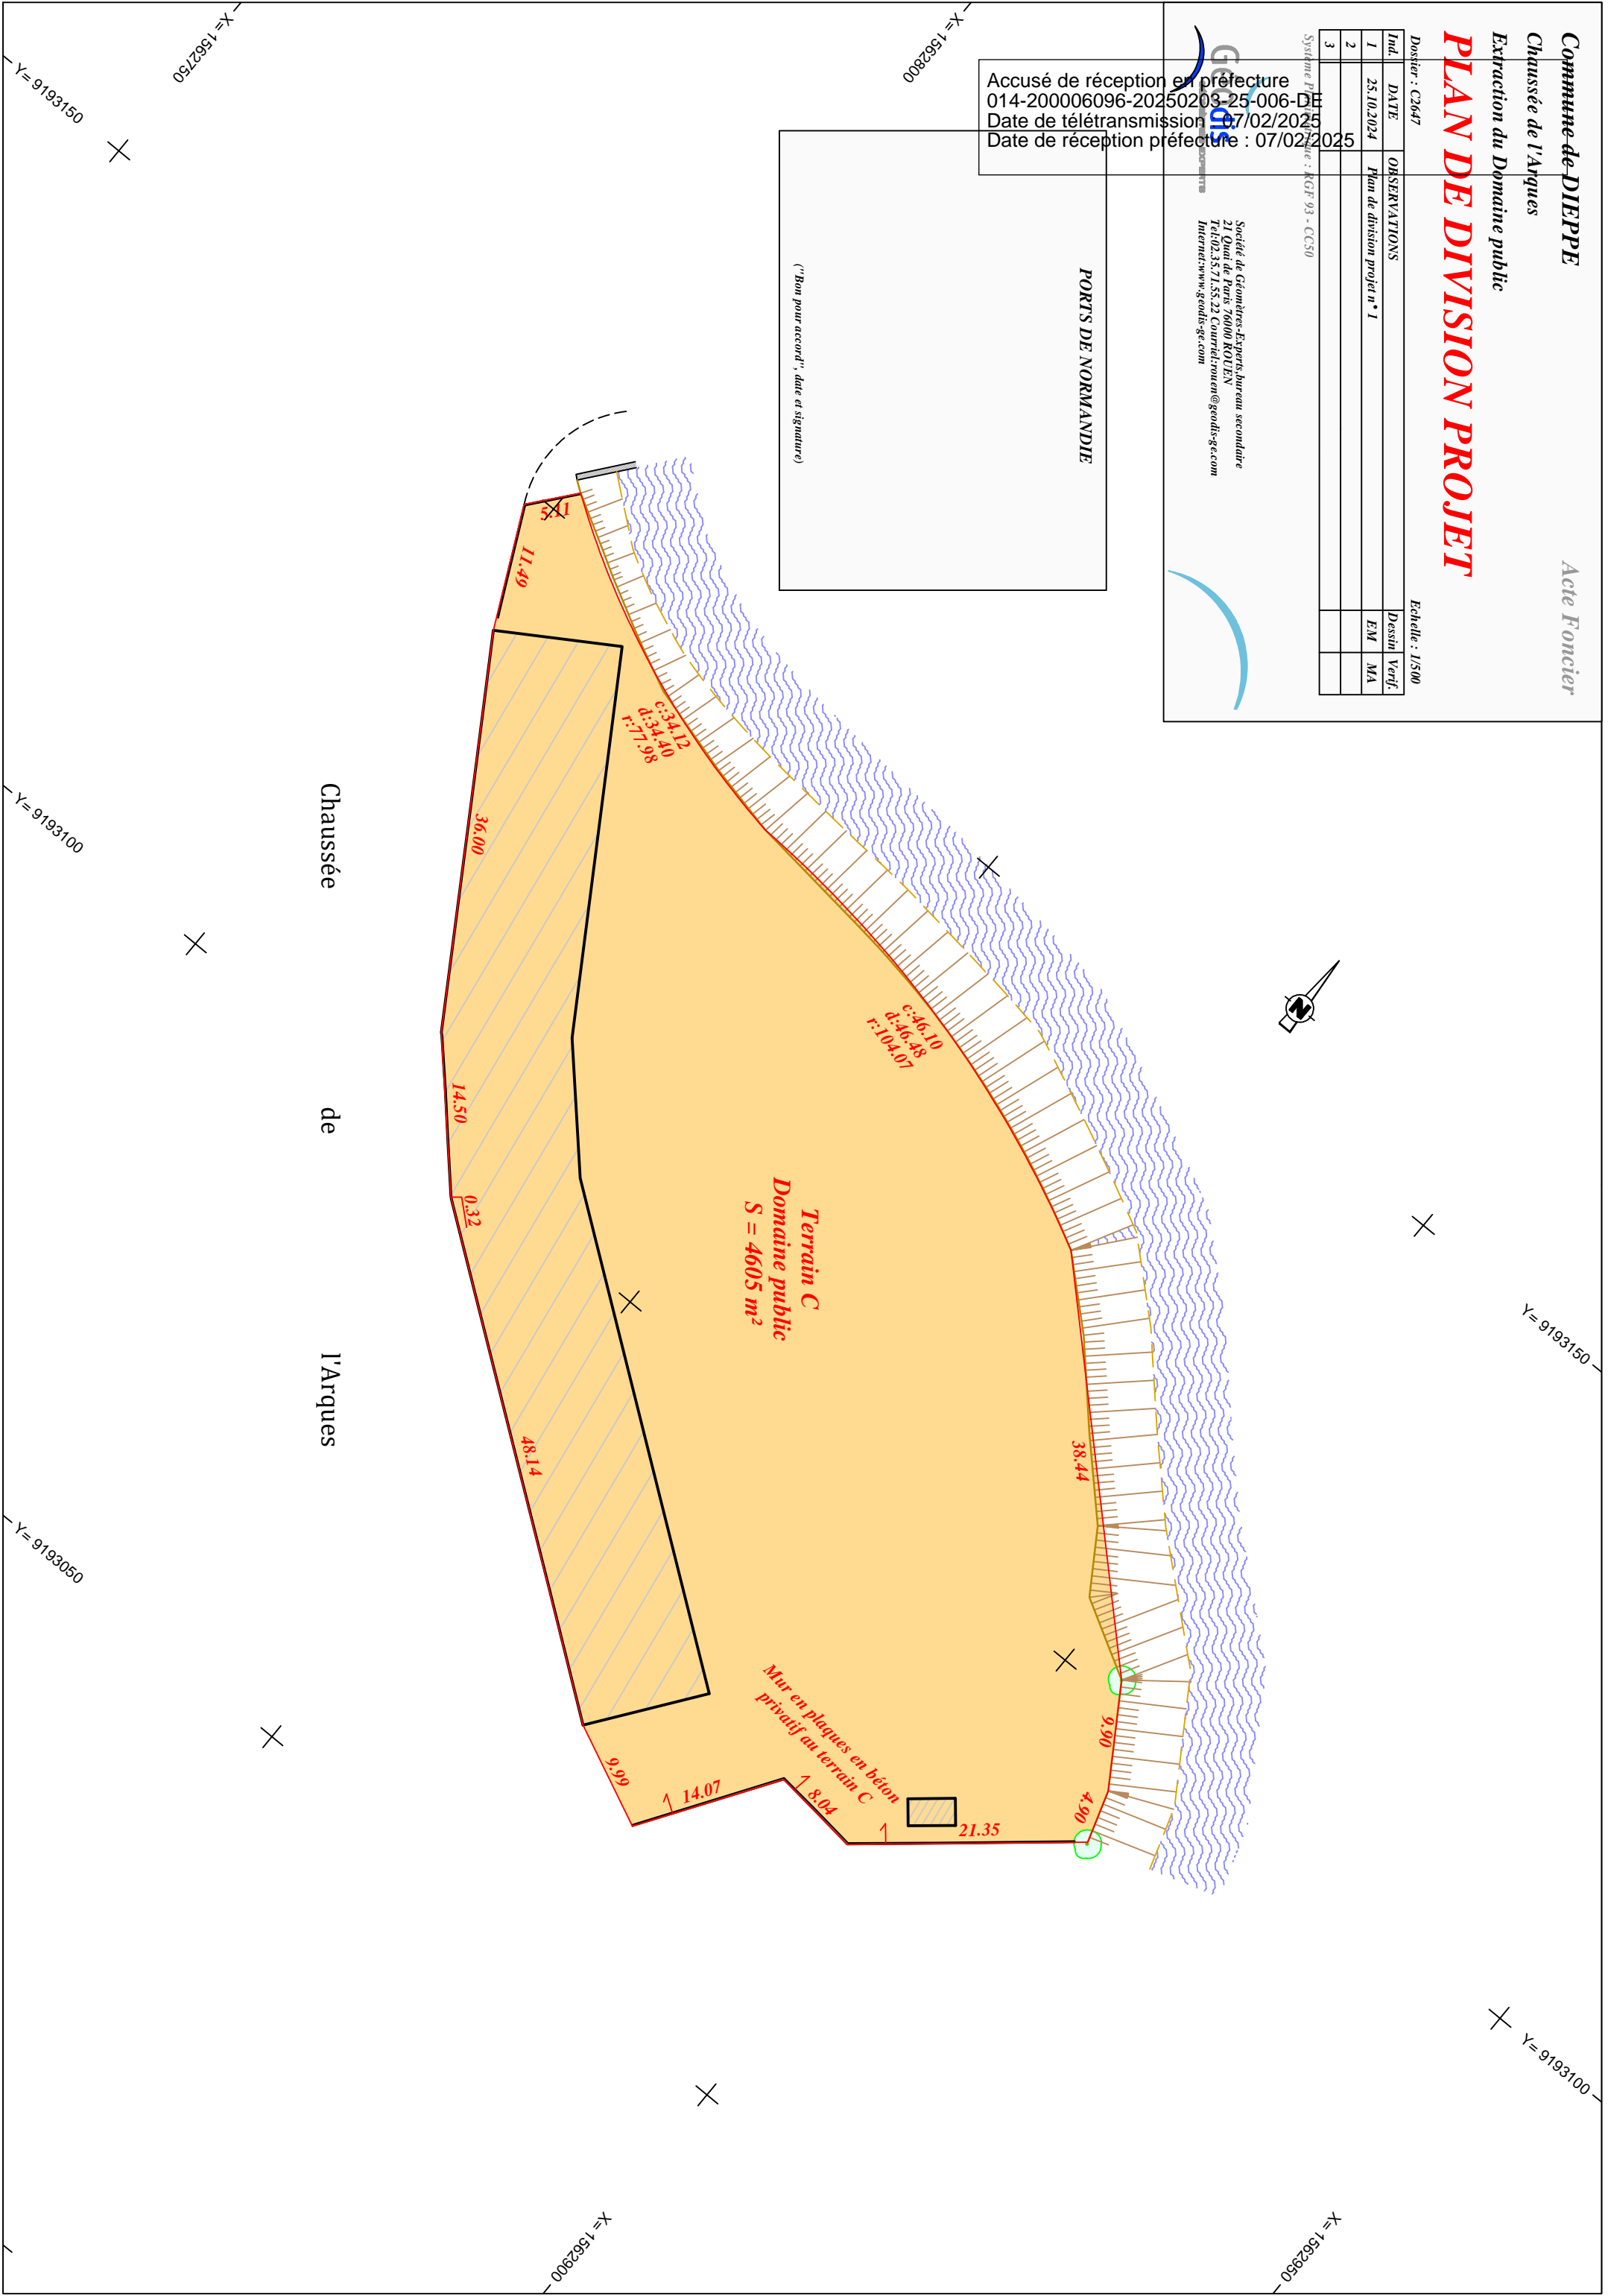 Commune de DIEPPE
Acte Foncier
Chaussée de l'Arques
Extraction du Domaine public
PLAN DE DIVISION PROJET
Dossier : C2647
Echelle : 1/500
Ind. DATE OBSERVATIONS Dessin Verif.
1 25.10.2024 Plan de division projet n°1 EM MA
2
3
Système Planimétrique : RGF 93 - CC50
Géodis
Société de Géomètres-Experts,bureau secondaire
21 Quai de Paris 76000 ROUEN
Tel:02.35.71.55.22 Courriel:rouen@geodis-ge.com
Internet:www.geodis-ge.com
Accusé de réception en préfecture
014-200006096-20250203-25-006-DE
Date de télétransmission : 07/02/2025
Date de réception préfecture : 07/02/2025
PORTS DE NORMANDIE
("Bon pour accord", date et signature)
X= 1562750
X= 1562800
Y= 9193150
Y= 9193100
Y= 9193050
Y= 9193150
Y= 9193100
X= 1562900
X= 1562950
N
5.11
11.49
36.00
14.50
0.32
48.14
9.99
14.07
8.04
21.35
4.90
9.90
38.44
c:46.10
d:46.48
r:104.07
c:34.12
d:34.40
r:77.98
Terrain C
Domaine public
S = 4605 m²
Mur en plaques en béton
privatif au terrain C
Chaussée de l'Arques